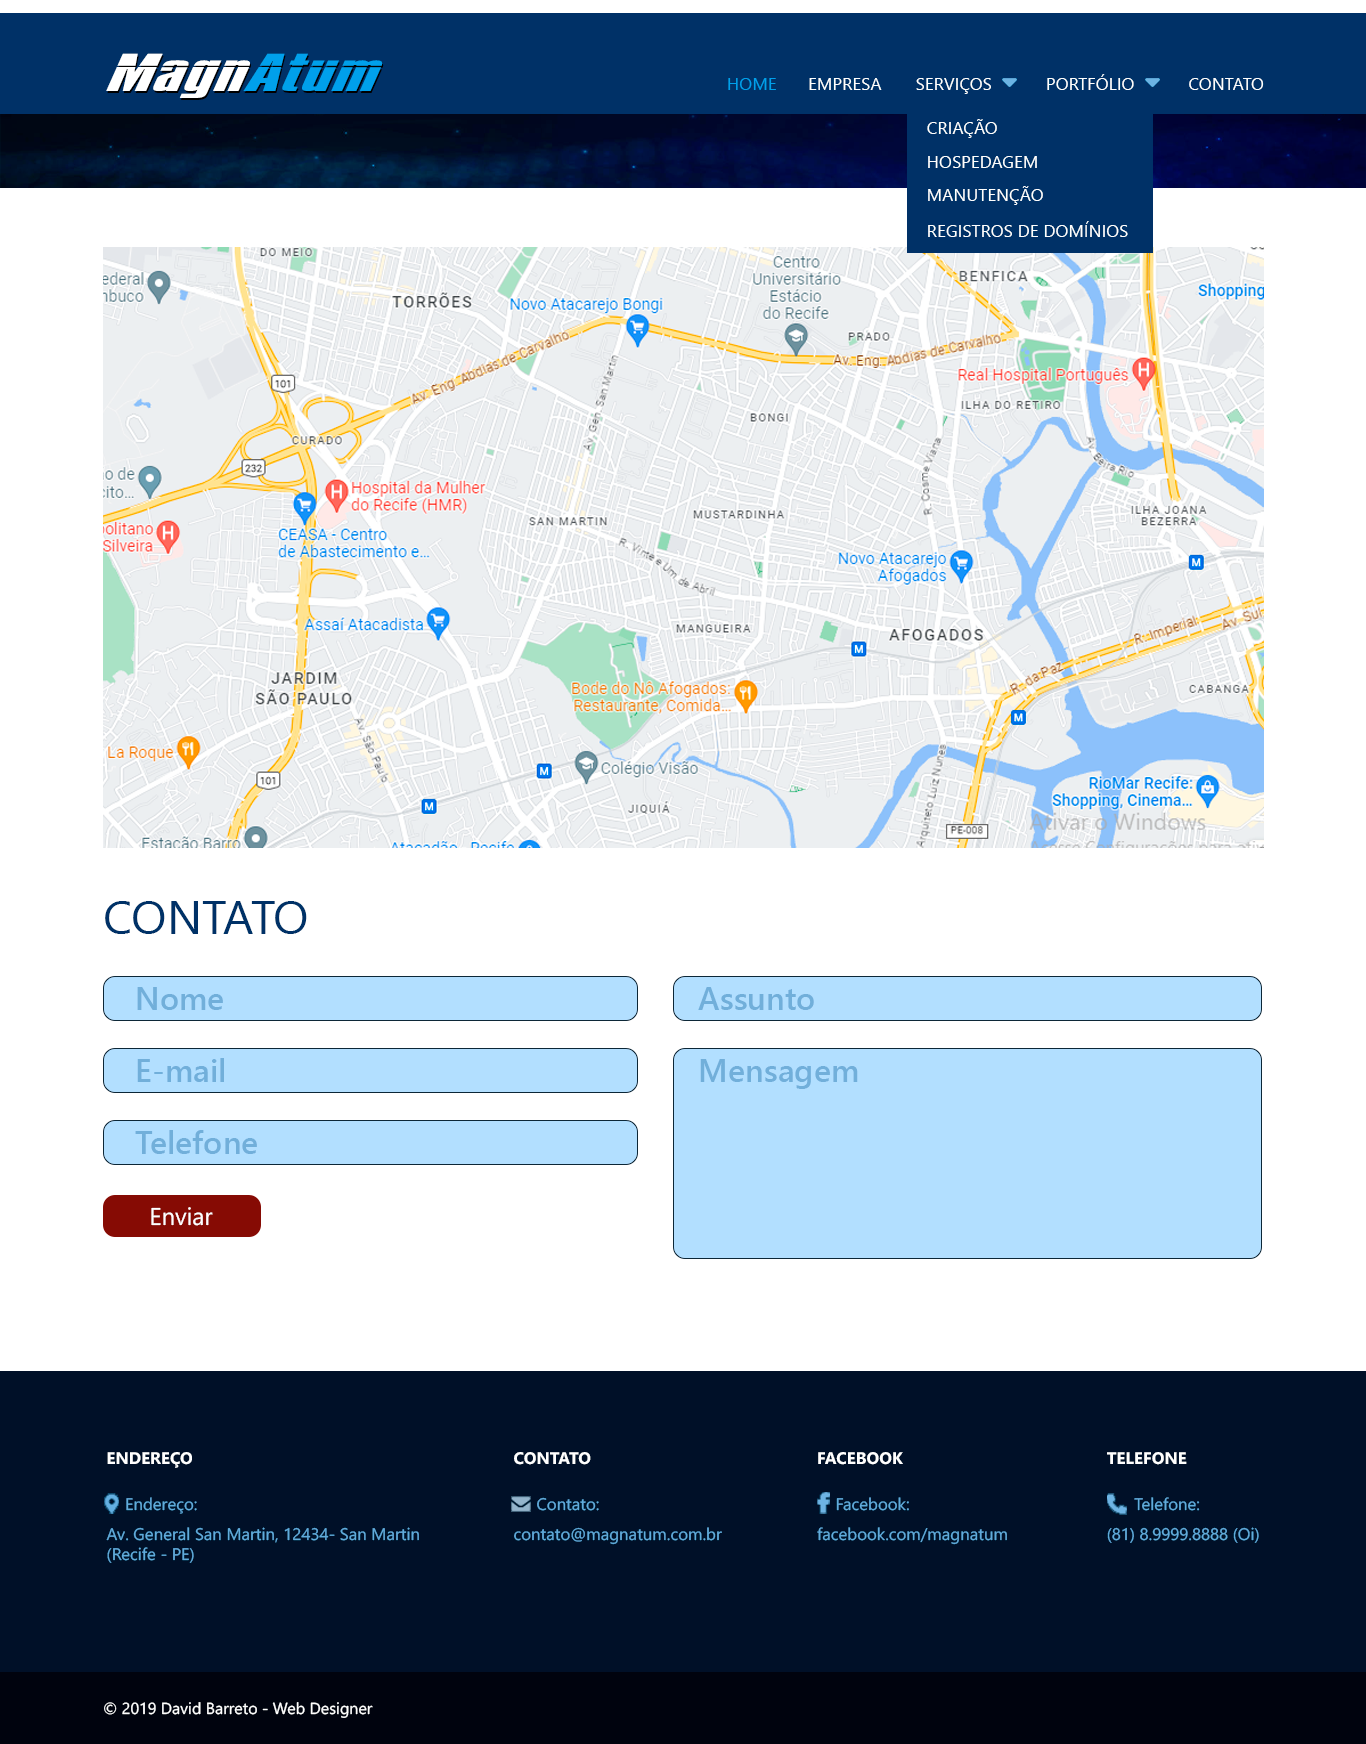 MagnAtum
HOME EMPRESA SERVIÇOS PORTFÓLIO CONTATO
CRIAÇÃO
HOSPEDAGEM
MANUTENÇÃO
REGISTROS DE DOMÍNIOS
DO MEIO
Centro
Universitário
Estácio
do Recife
BENFICA
ederal
nbuco
TORRÕES
Novo Atacarejo Bongi
Shopping
PRADO
Av. Eng. Abdias de Carvalho
Av. Eng. Abdias de Carvalho
Real Hospital Português
101
Av. Gen. San Martin
ILHA DO RETIRO
BONGI
CURADO
R. Cosme Viana
Av. Beira Rio
232
o de
cito...
Hospital da Mulher
do Recife (HMR)
MUSTARDINHA
ILHA JOANA
BEZERRA
SAN MARTIN
politano
Silveira
CEASA - Centro
de Abastecimento e...
R. Vinte e Um de Abril
Novo Atacarejo
Afogados
M
Assaí Atacadista
MANGUEIRA
AFOGADOS
R. Imperial
Av. Sul
M
JARDIM
SÃO PAULO
Bode do Nô Afogados:
Restaurante, Comida...
R. da Paz
CABANGA
M
Av. São Paulo
La Roque
Colégio Visão
M
101
M
JIQUIÁ
Arquiteto Luiz Nunes
RioMar Recife:
Shopping, Cinema...
PE-008
Ativar o Windows
Estação Barro
Atacadão - Recife
esse Configurações para ativ
CONTATO
Nome
Assunto
E-mail
Mensagem
Telefone
Enviar
ENDEREÇO
CONTATO
FACEBOOK
TELEFONE
Endereço:
Contato:
Facebook:
Telefone:
Av. General San Martin, 12434- San Martin
(Recife - PE)
contato@magnatum.com.br
facebook.com/magnatum
(81) 8.9999.8888 (Oi)
© 2019 David Barreto - Web Designer